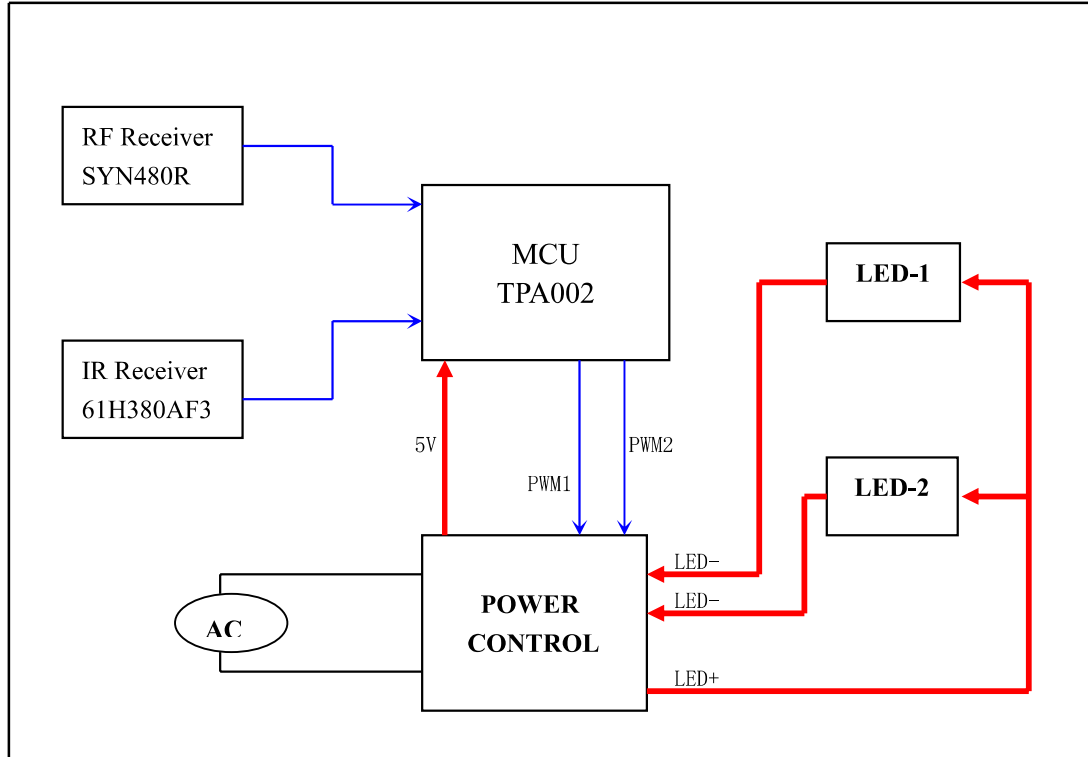 RF Receiver
SYN480R
MCU
TPA002
LED-1
IR Receiver
61H380AF3
5V
PWM1
PWM2
LED-2
LED-
LED-
LED+
POWER
CONTROL
AC